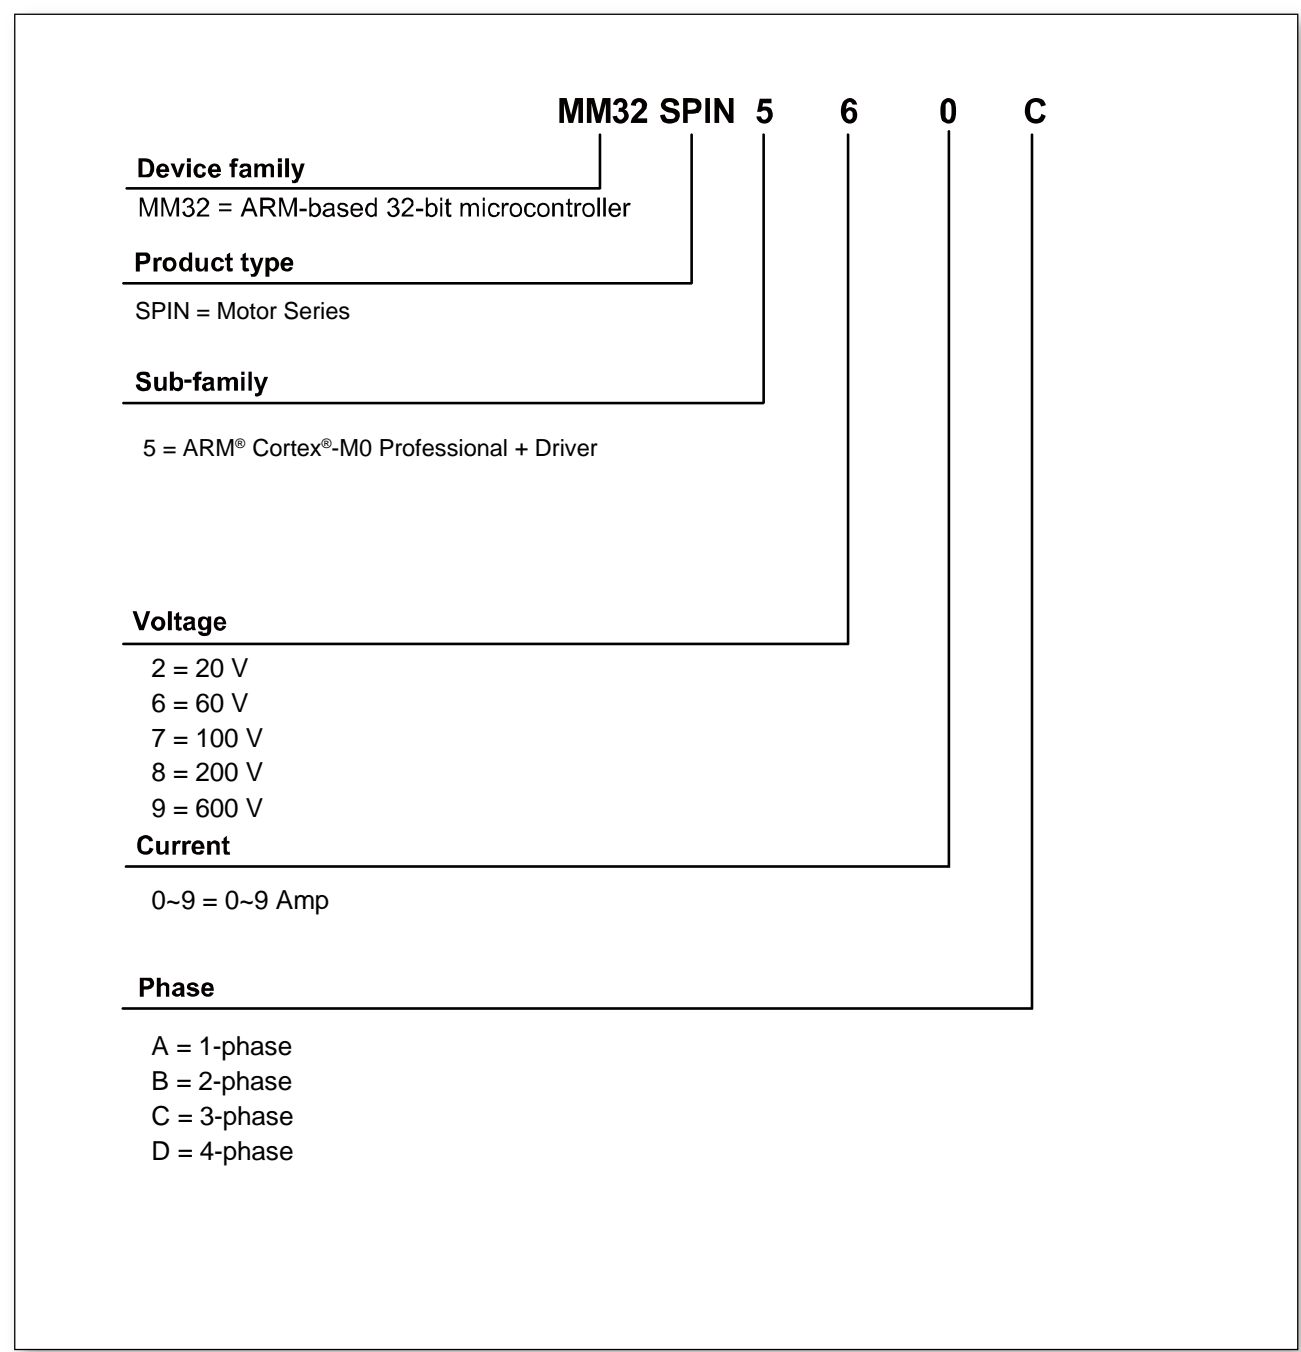 MM32 SPIN 5 6 0 C
Device family
MM32 = ARM-based 32-bit microcontroller
Product type
SPIN = Motor Series
Sub-family
5 = ARM® Cortex®-M0 Professional + Driver
Voltage
2 = 20 V
6 = 60 V
7 = 100 V
8 = 200 V
9 = 600 V
Current
0~9 = 0~9 Amp
Phase
A = 1-phase
B = 2-phase
C = 3-phase
D = 4-phase